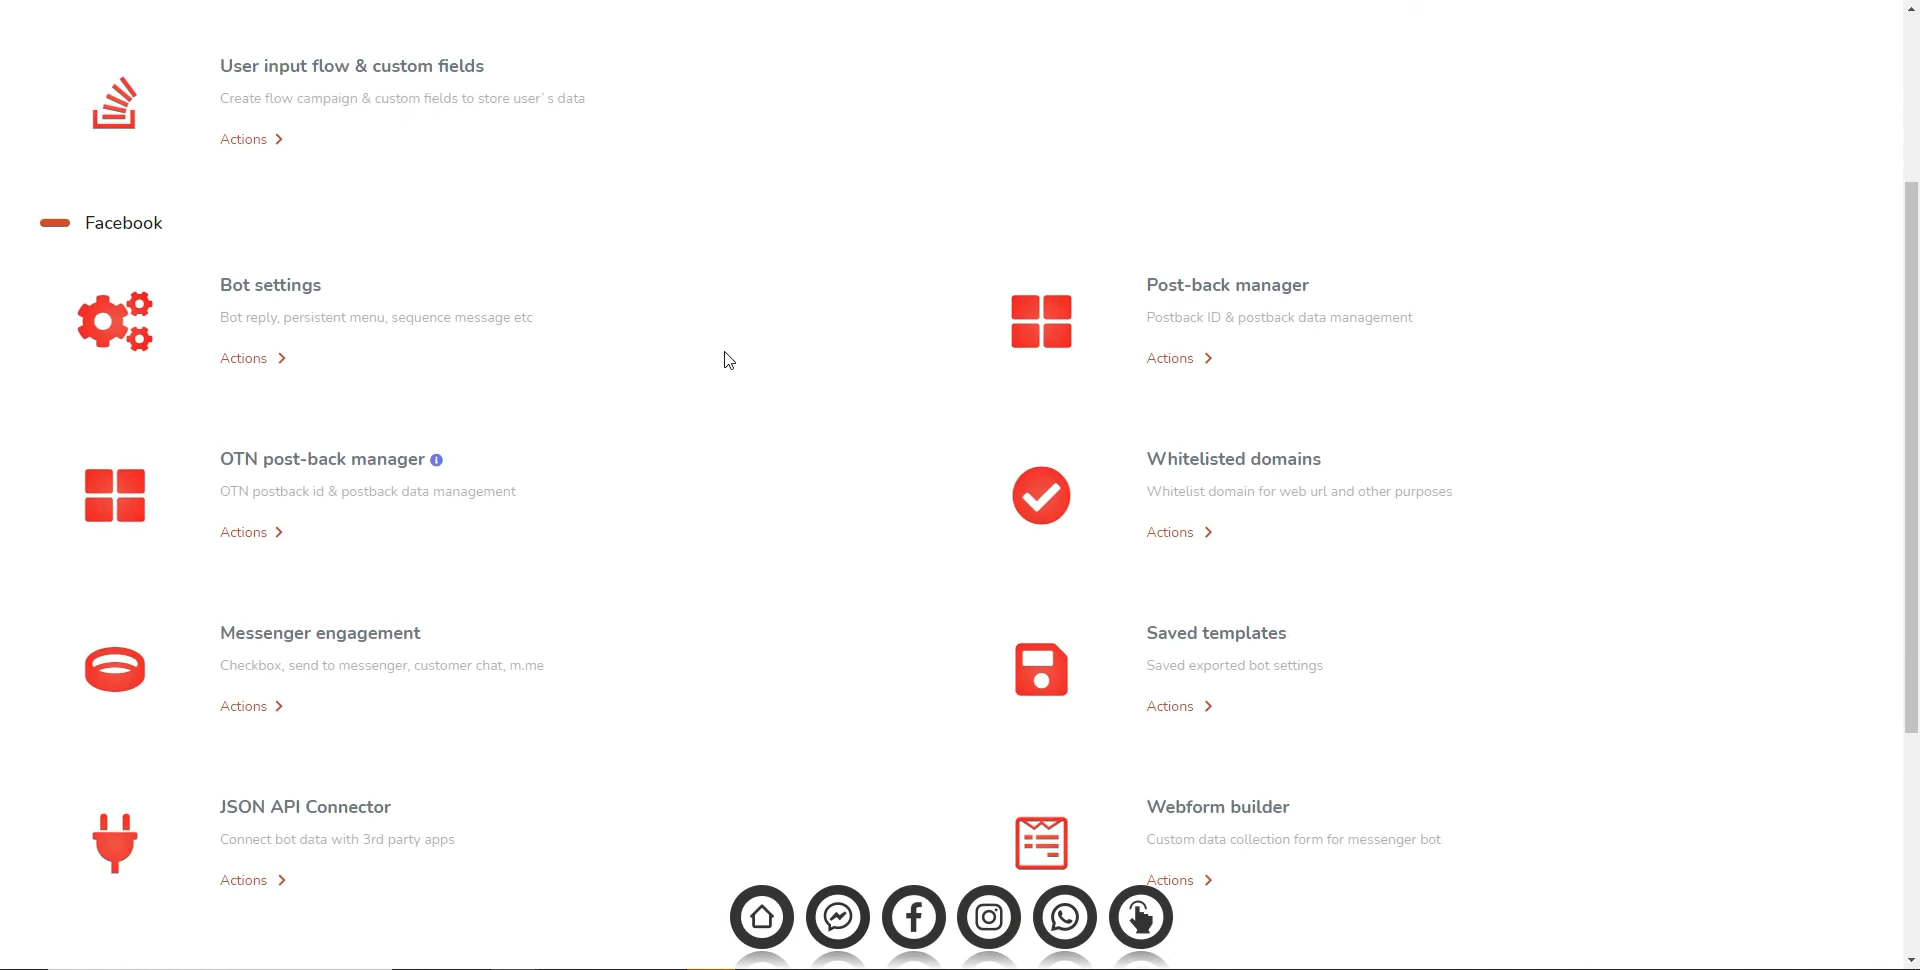 User input flow & custom fields
Create flow campaign & custom fields to store user`s data
Actions
Facebook
Bot settings
Bot reply, persistent menu, sequence message etc
Actions
Post-back manager
Postback ID & postback data management
Actions
OTN post-back manager
OTN postback id & postback data management
Actions
Whitelisted domains
Whitelist domain for web url and other purposes
Actions
Messenger engagement
Checkbox, send to messenger, customer chat, m.me
Actions
Saved templates
Saved exported bot settings
Actions
JSON API Connector
Connect bot data with 3rd party apps
Actions
Webform builder
Custom data collection form for messenger bot
Actions